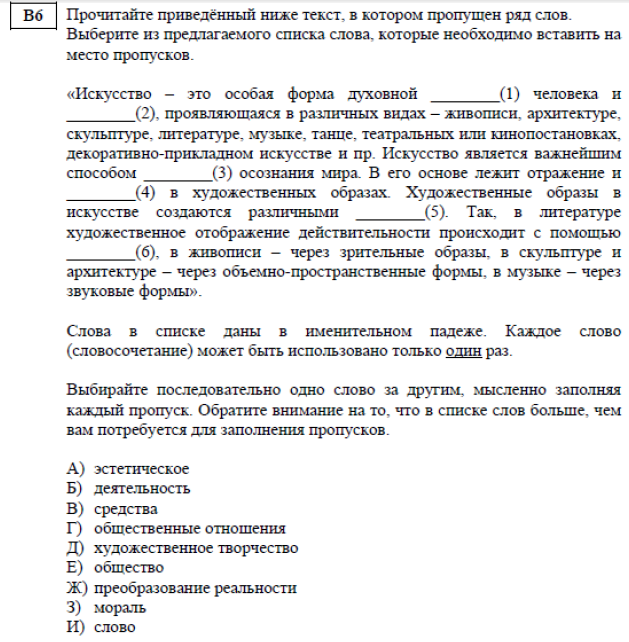 В6 Прочитайте приведённый ниже текст, в котором пропущен ряд слов.
Выберите из предлагаемого списка слова, которые необходимо вставить на
место пропусков.
«Искусство – это особая форма духовной ________(1) человека и
________(2), проявляющаяся в различных видах – живописи, архитектуре,
скульптуре, литературе, музыке, танце, театральных или кинопостановках,
декоративно-прикладном искусстве и пр. Искусство является важнейшим
способом ________(3) осознания мира. В его основе лежит отражение и
________(4) в художественных образах. Художественные образы в
искусстве создаются различными ________(5). Так, в литературе
художественное отображение действительности происходит с помощью
________(6), в живописи – через зрительные образы, в скульптуре и
архитектуре – через объемно-пространственные формы, в музыке – через
звуковые формы».
Слова в списке даны в именительном падеже. Каждое слово
(словосочетание) может быть использовано только один раз.
Выбирайте последовательно одно слово за другим, мысленно заполняя
каждый пропуск. Обратите внимание на то, что в списке слов больше, чем
вам потребуется для заполнения пропусков.
А) эстетическое
Б) деятельность
В) средства
Г) общественные отношения
Д) художественное творчество
Е) общество
Ж) преобразование реальности
З) мораль
И) слово